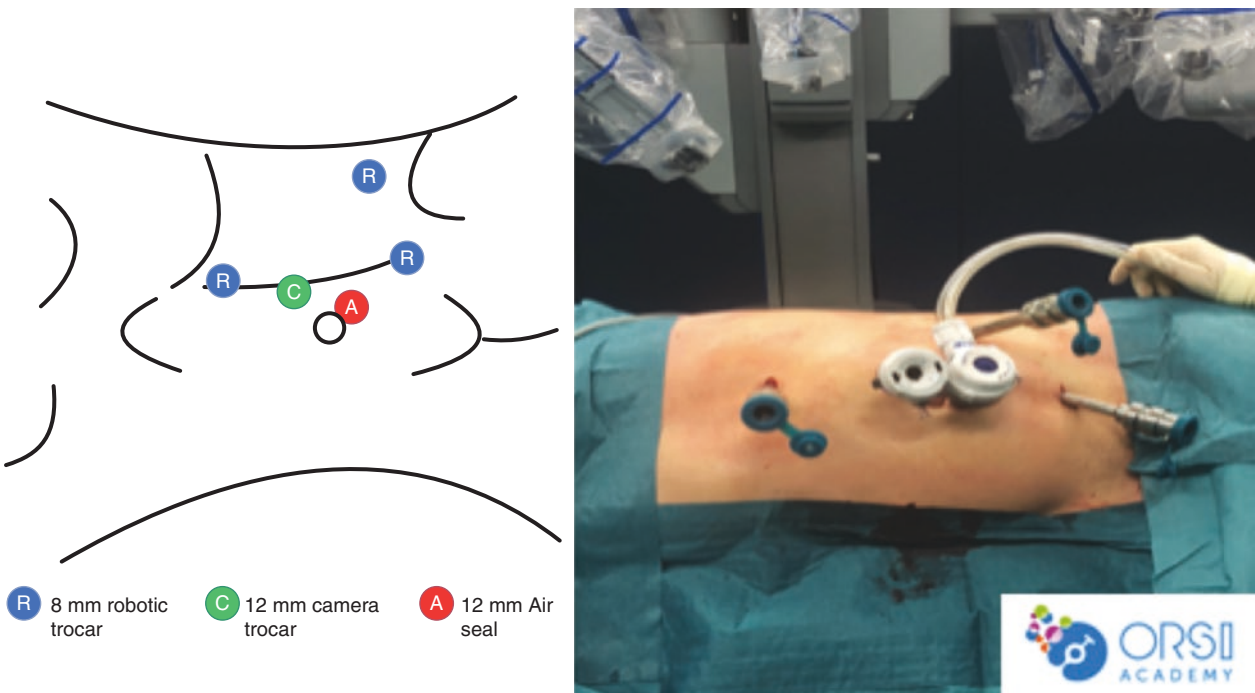 R
R
R
C
A
R 8 mm robotic
trocar
C 12 mm camera
trocar
A 12 mm Air
seal
ORSI
ACADEMY